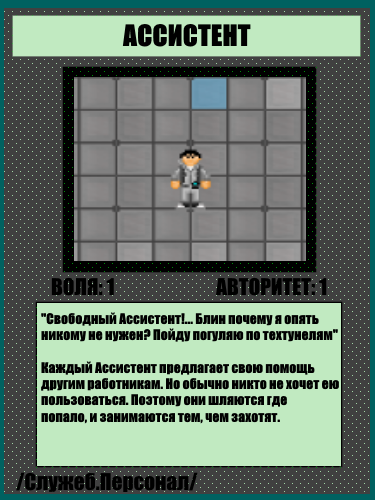 АССИСТЕНТ
ВОЛЯ: 1 АВТОРИТЕТ: 1
"Свободный Ассистент!... Блин почему я опять
никому не нужен? Пойду погуляю по техтунелям"
Каждый Ассистент предлагает свою помощь
другим работникам. Но обычно никто не хочет ею
пользоваться. Поэтому они шляются где
попало, и занимаются тем, чем захотят.
/Служеб.Персонал/